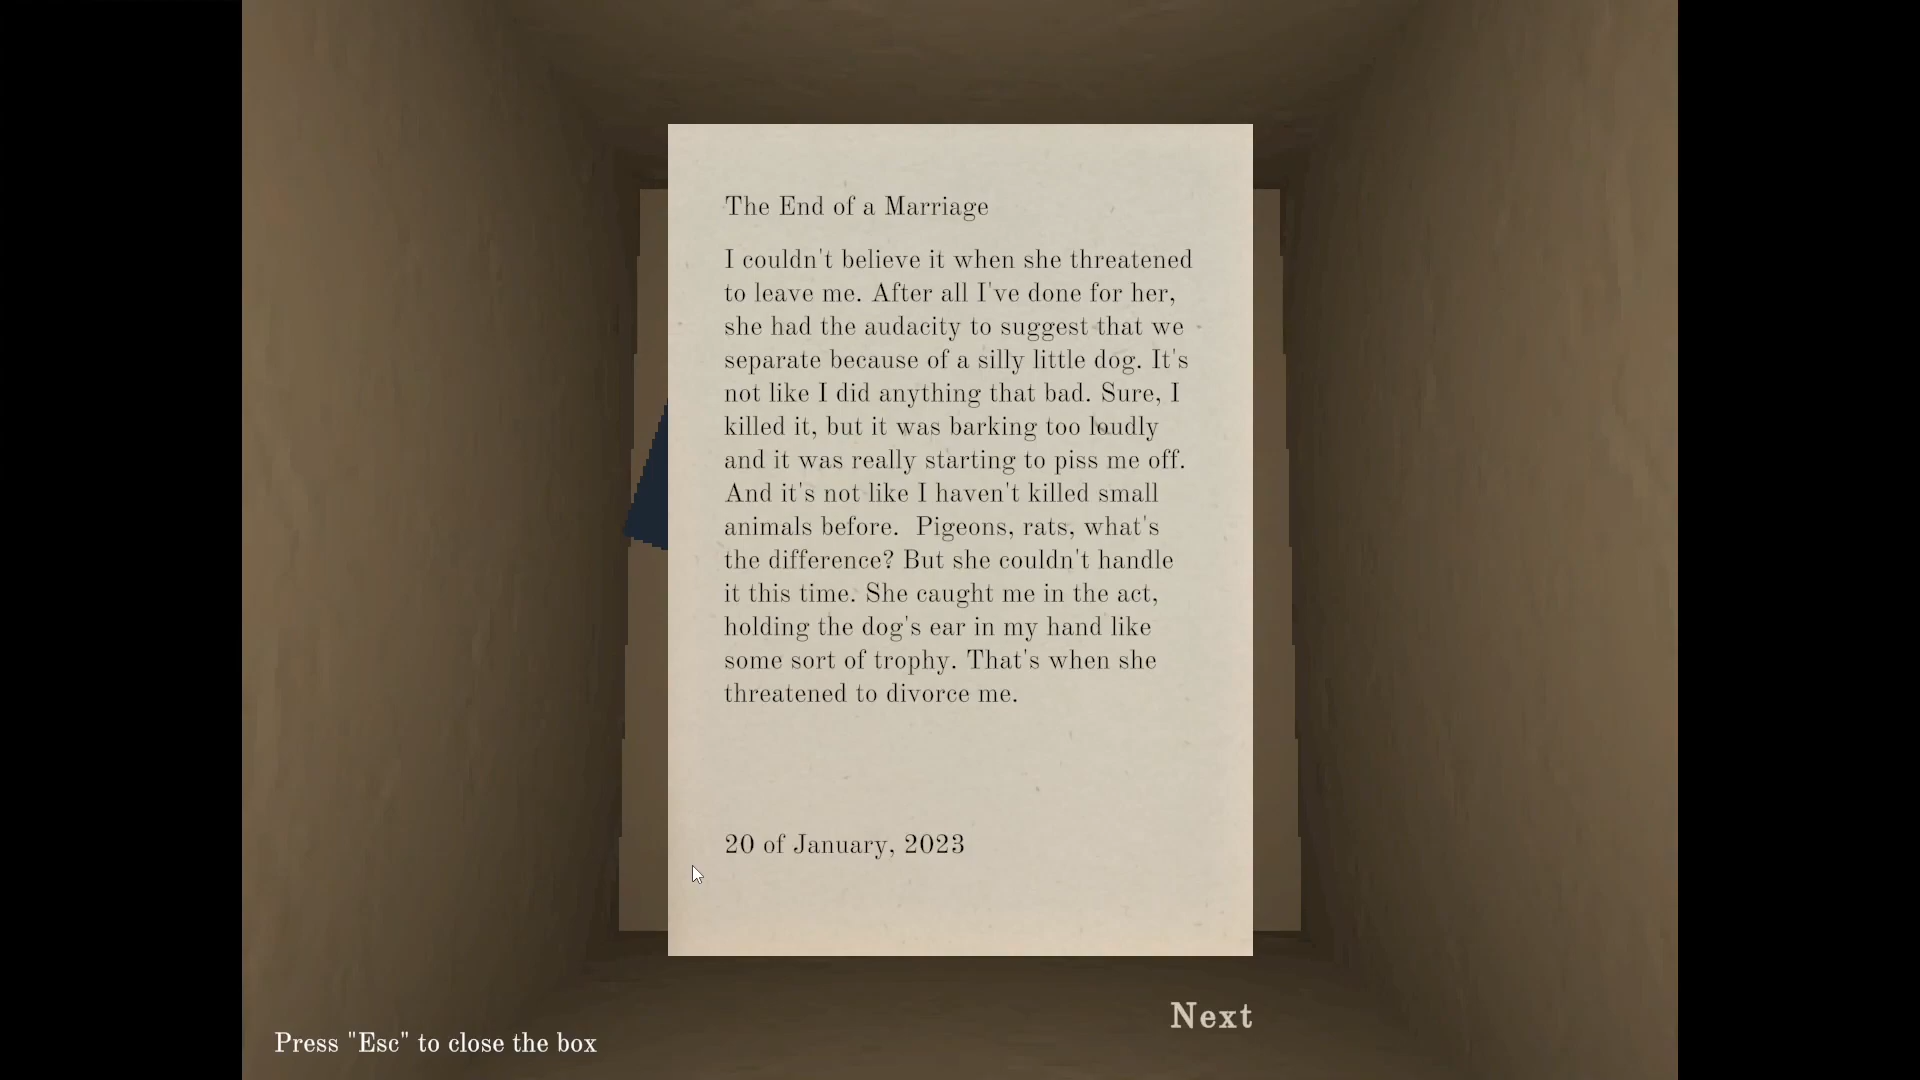 The End of a Marriage
I couldn't believe it when she threatened
to leave me. After all I've done for her,
she had the audacity to suggest that we
separate because of a silly little dog. It's
not like I did anything that bad. Sure, I
killed it, but it was barking too loudly
and it was really starting to piss me off.
And it's not like I haven't killed small
animals before.  Pigeons, rats, what's
the difference? But she couldn't handle
it this time. She caught me in the act,
holding the dog's ear in my hand like
some sort of trophy. That's when she
threatened to divorce me.
20 of January, 2023
Next
Press "Esc" to close the box